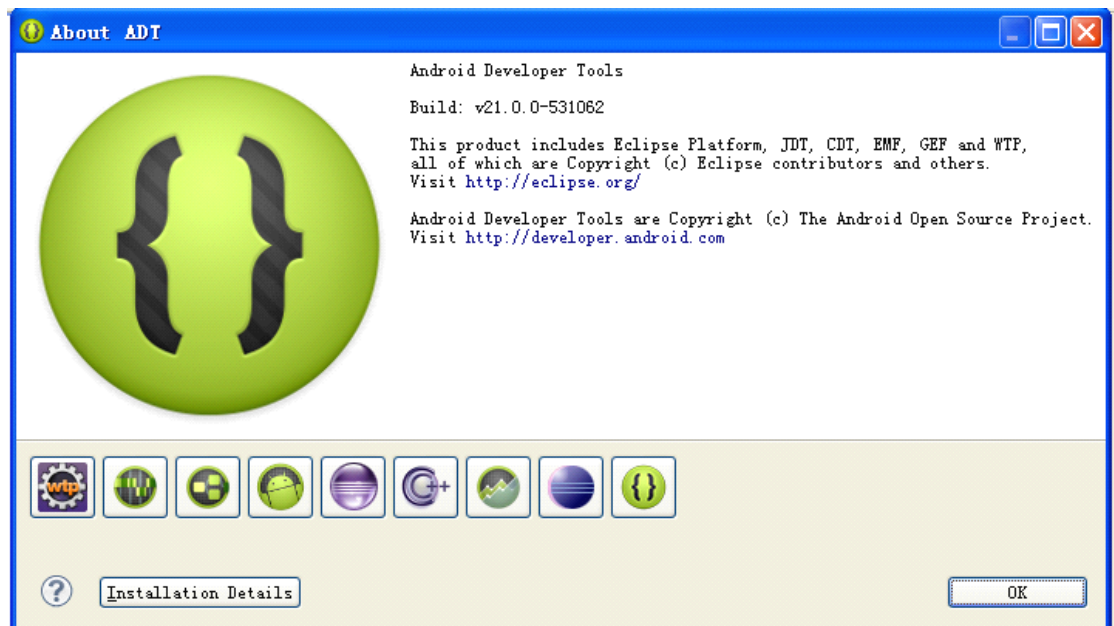 About ADT
Android Developer Tools
Build: v21.0.0-531062
This product includes Eclipse Platform, JDT, CDT, EMF, GEF and WTP,
all of which are Copyright (c) Eclipse contributors and others.
Visit http://eclipse.org/
Android Developer Tools are Copyright (c) The Android Open Source Project.
Visit http://developer.android.com
wtp
C++
?
Installation Details
OK